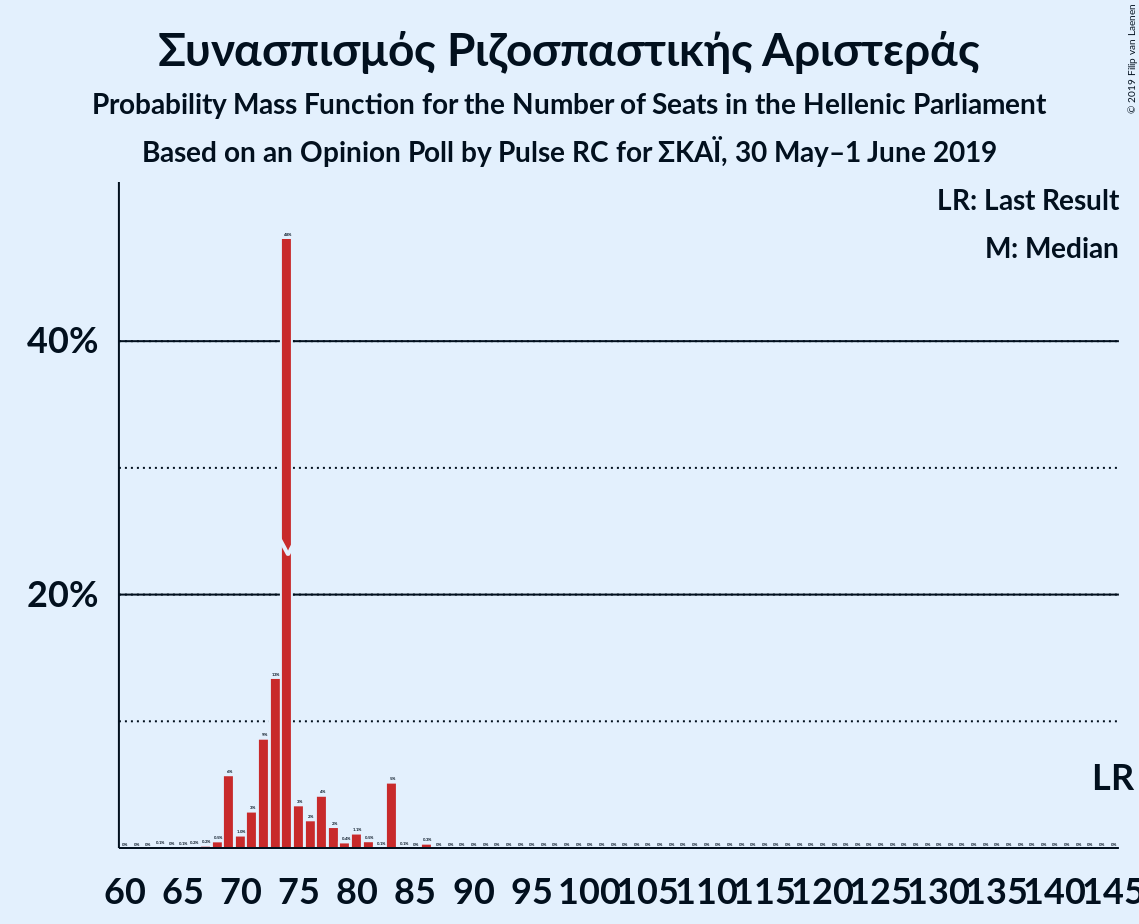 Συνασπισμός Ριζοσπαστικής Αριστεράς
Probability Mass Function for the Number of Seats in the Hellenic Parliament
Based on an Opinion Poll by Pulse RC for ΣΚΑΪ, 30 May–1 June 2019
© 2019 Filip van Laenen
LR: Last Result
M: Median
40%
20%
LR
60 65 70 75 80 85 90 95 100 105 110 115 120 125 130 135 140 145